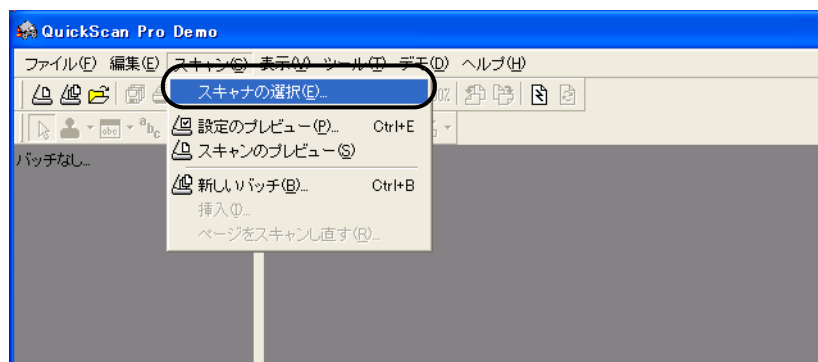 QuickScan Pro Demo
ファイル(F) 編集(E) スキャン(S) 表示(V) ツール(T) デモ(D) ヘルプ(H)
スキャナの選択(E)...
設定のプレビュー(P)... Ctrl+E
スキャンのプレビュー(S)
バッチなし...
新しいバッチ(B)... Ctrl+B
挿入(I)...
ページをスキャンし直す(R)...